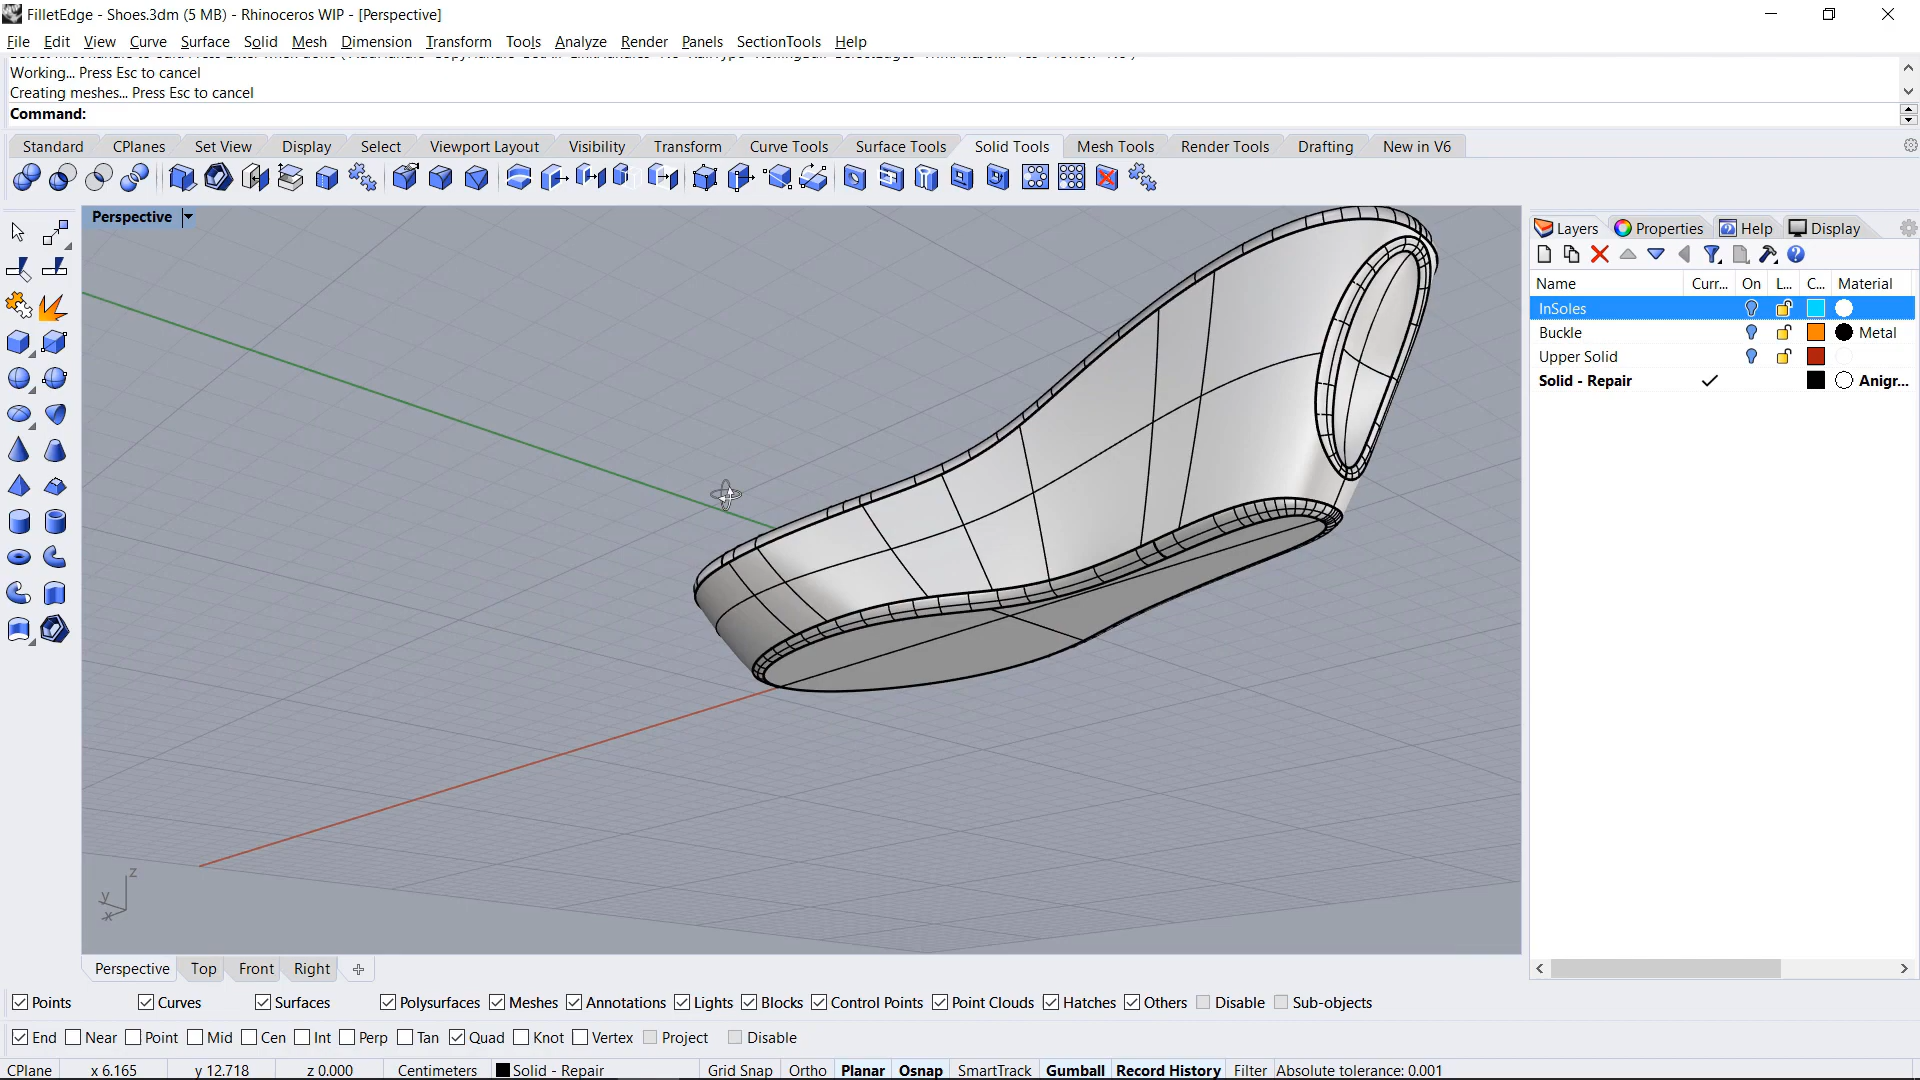 FilletEdge - Shoes.3dm (5 MB) - Rhinoceros WIP - [Perspective]
File Edit View Curve Surface Solid Mesh Dimension Transform Tools Analyze Render Panels SectionTools Help
Working... Press Esc to cancel
Creating meshes... Press Esc to cancel
Command:
Standard CPlanes Set View Display Select Viewport Layout Visibility Transform Curve Tools Surface Tools Solid Tools Mesh Tools Render Tools Drafting New in V6
Perspective
Layers Properties Help Display
Name Curr... On L... C... Material
InSoles
Buckle Metal
Upper Solid
Solid - Repair Anigr...
z
y
x
Perspective Top Front Right
Points Curves Surfaces Polysurfaces Meshes Annotations Lights Blocks Control Points Point Clouds Hatches Others Disable Sub-objects
End Near Point Mid Cen Int Perp Tan Quad Knot Vertex Project Disable
CPlane x 6.165 y 12.718 z 0.000 Centimeters Solid - Repair Grid Snap Ortho Planar Osnap SmartTrack Gumball Record History Filter Absolute tolerance: 0.001